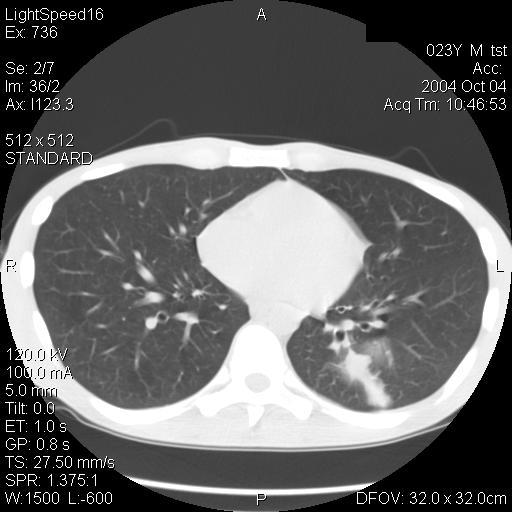 LightSpeed16
Ex: 736
Se: 2/7
Im: 36/2
Ax: I123.3
512 x 512
STANDARD
A
023Y M tst
Acc:
2004 Oct 04
Acq Tm: 10:46:53
R
L
120.0 kV
100.0 mA
5.0 mm
Tilt: 0.0
ET: 1.0 s
GP: 0.8 s
TS: 27.50 mm/s
SPR: 1.375:1
W:1500 L:-600
P
DFOV: 32.0 x 32.0cm